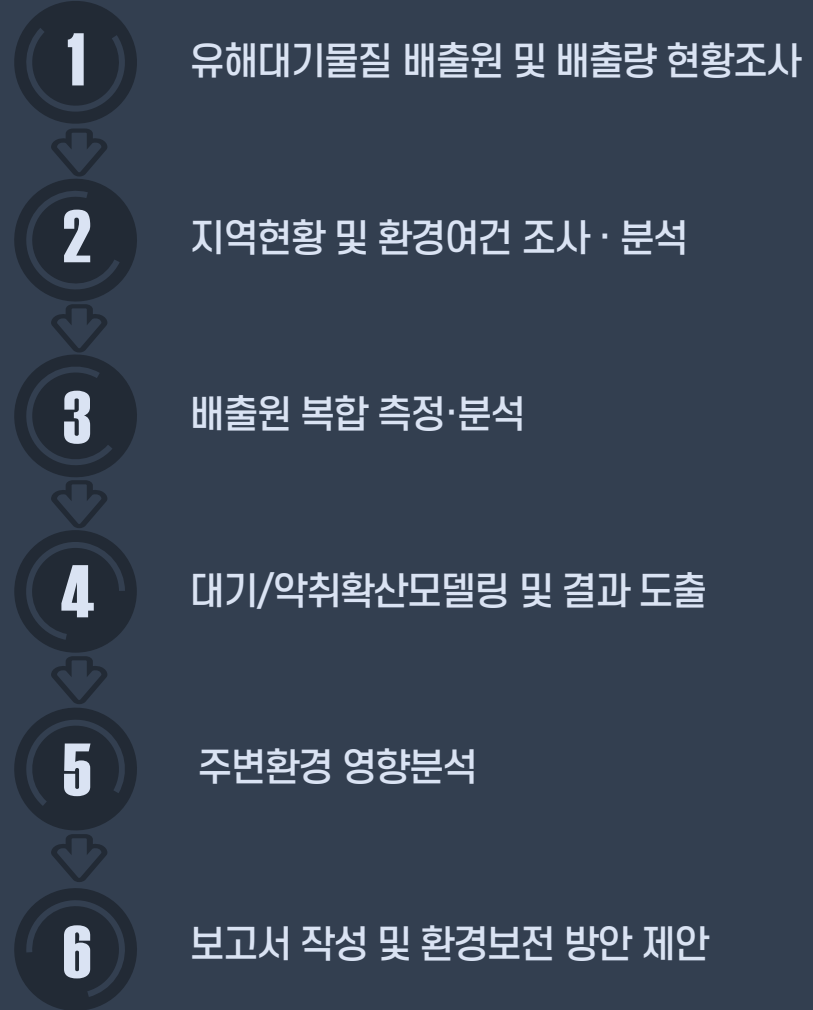 1
유해대기물질 배출원 및 배출량 현황조사
2
지역현황 및 환경여건 조사 · 분석
3
배출원 복합 측정·분석
4
대기/악취확산모델링 및 결과 도출
5
주변환경 영향분석
6
보고서 작성 및 환경보전 방안 제안